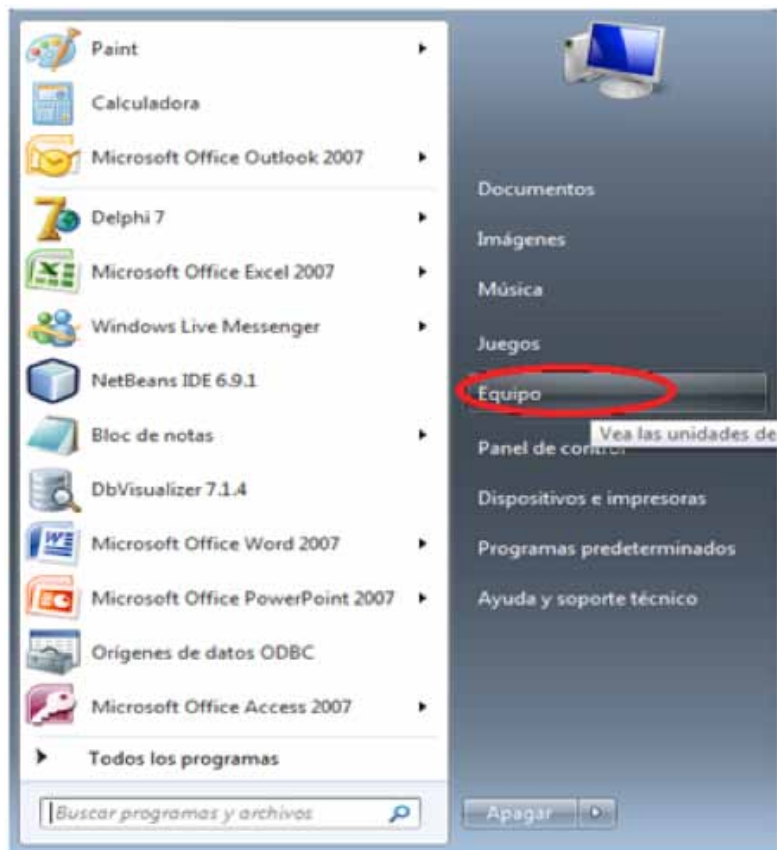 Paint
Calculadora
Microsoft Office Outlook 2007
Delphi 7
Microsoft Office Excel 2007
Windows Live Messenger
NetBeans IDE 6.9.1
Bloc de notas
DbVisualizer 7.1.4
Microsoft Office Word 2007
Microsoft Office PowerPoint 2007
Orígenes de datos ODBC
Microsoft Office Access 2007
Todos los programas
Buscar programas y archivos
Documentos
Imágenes
Música
Juegos
Equipo
Vea las unidades de
Panel de control
Dispositivos e impresoras
Programas predeterminados
Ayuda y soporte técnico
Apagar